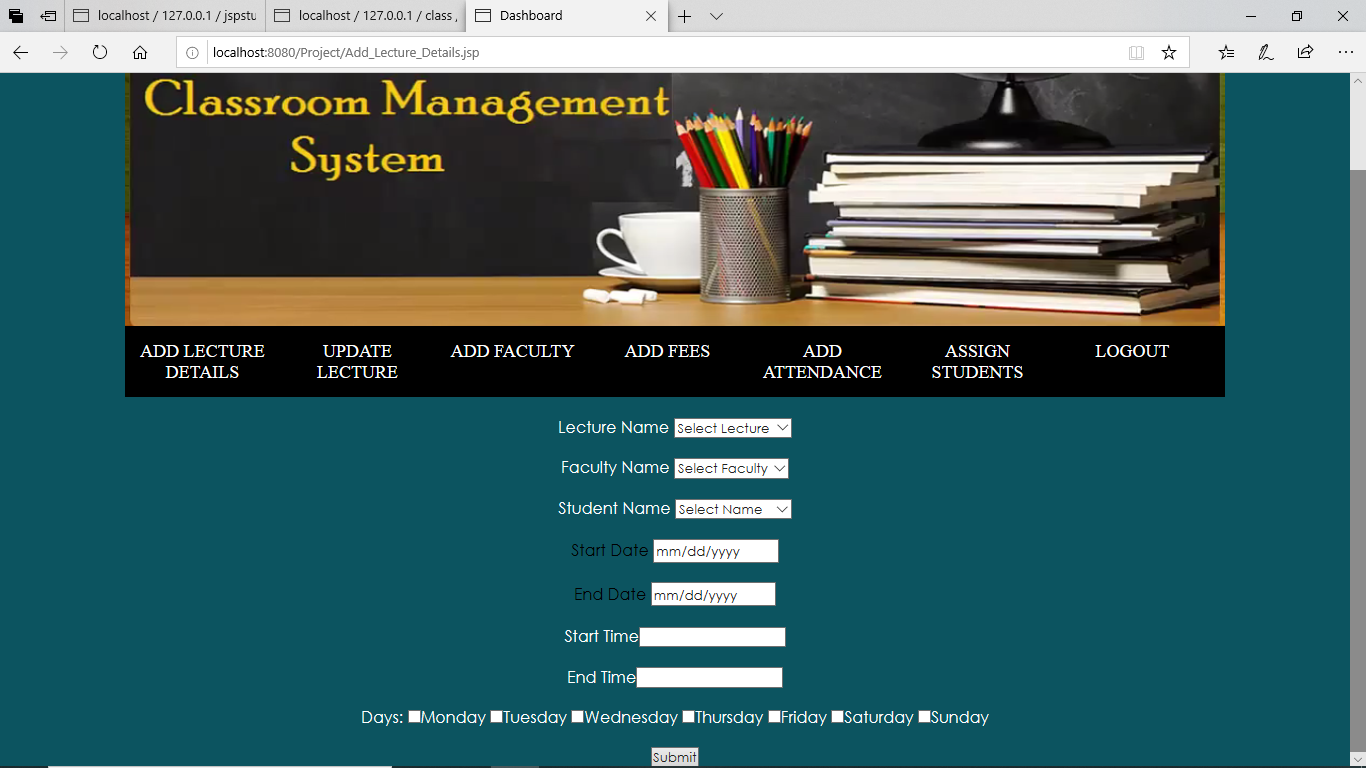 localhost / 127.0.0.1 / jpstu
localhost / 127.0.0.1 / class
Dashboard
localhost:8080/Project/Add_Lecture_Details.jsp
Classroom Management
System
ADD LECTURE DETAILS
UPDATE LECTURE
ADD FACULTY
ADD FEES
ADD ATTENDANCE
ASSIGN STUDENTS
LOGOUT
Lecture Name Select Lecture
Faculty Name Select Faculty
Student Name Select Name
Start Date mm/dd/yyyy
End Date mm/dd/yyyy
Start Time
End Time
Days: Monday Tuesday Wednesday Thursday Friday Saturday Sunday
Submit